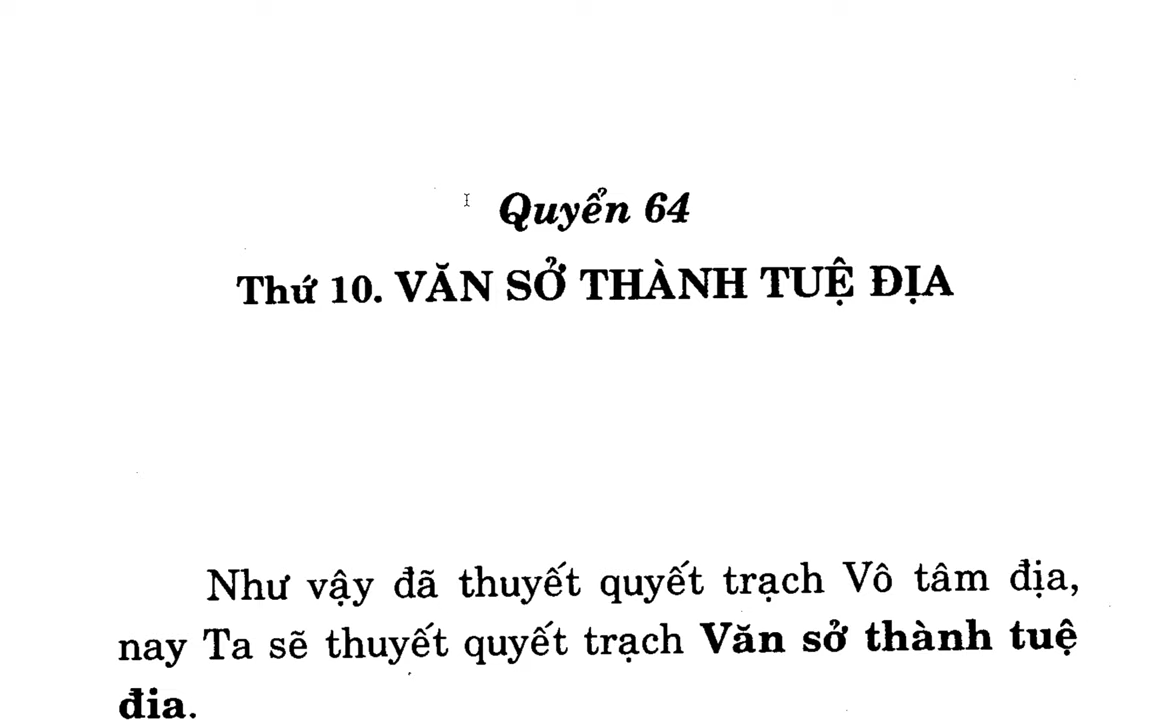 Quyển 64
Thứ 10. VĂN SỞ THÀNH TUỆ ĐỊA
Như vậy đã thuyết quyết trạch Vô tâm địa,
nay Ta sẽ thuyết quyết trạch Văn sở thành tuệ
địa.